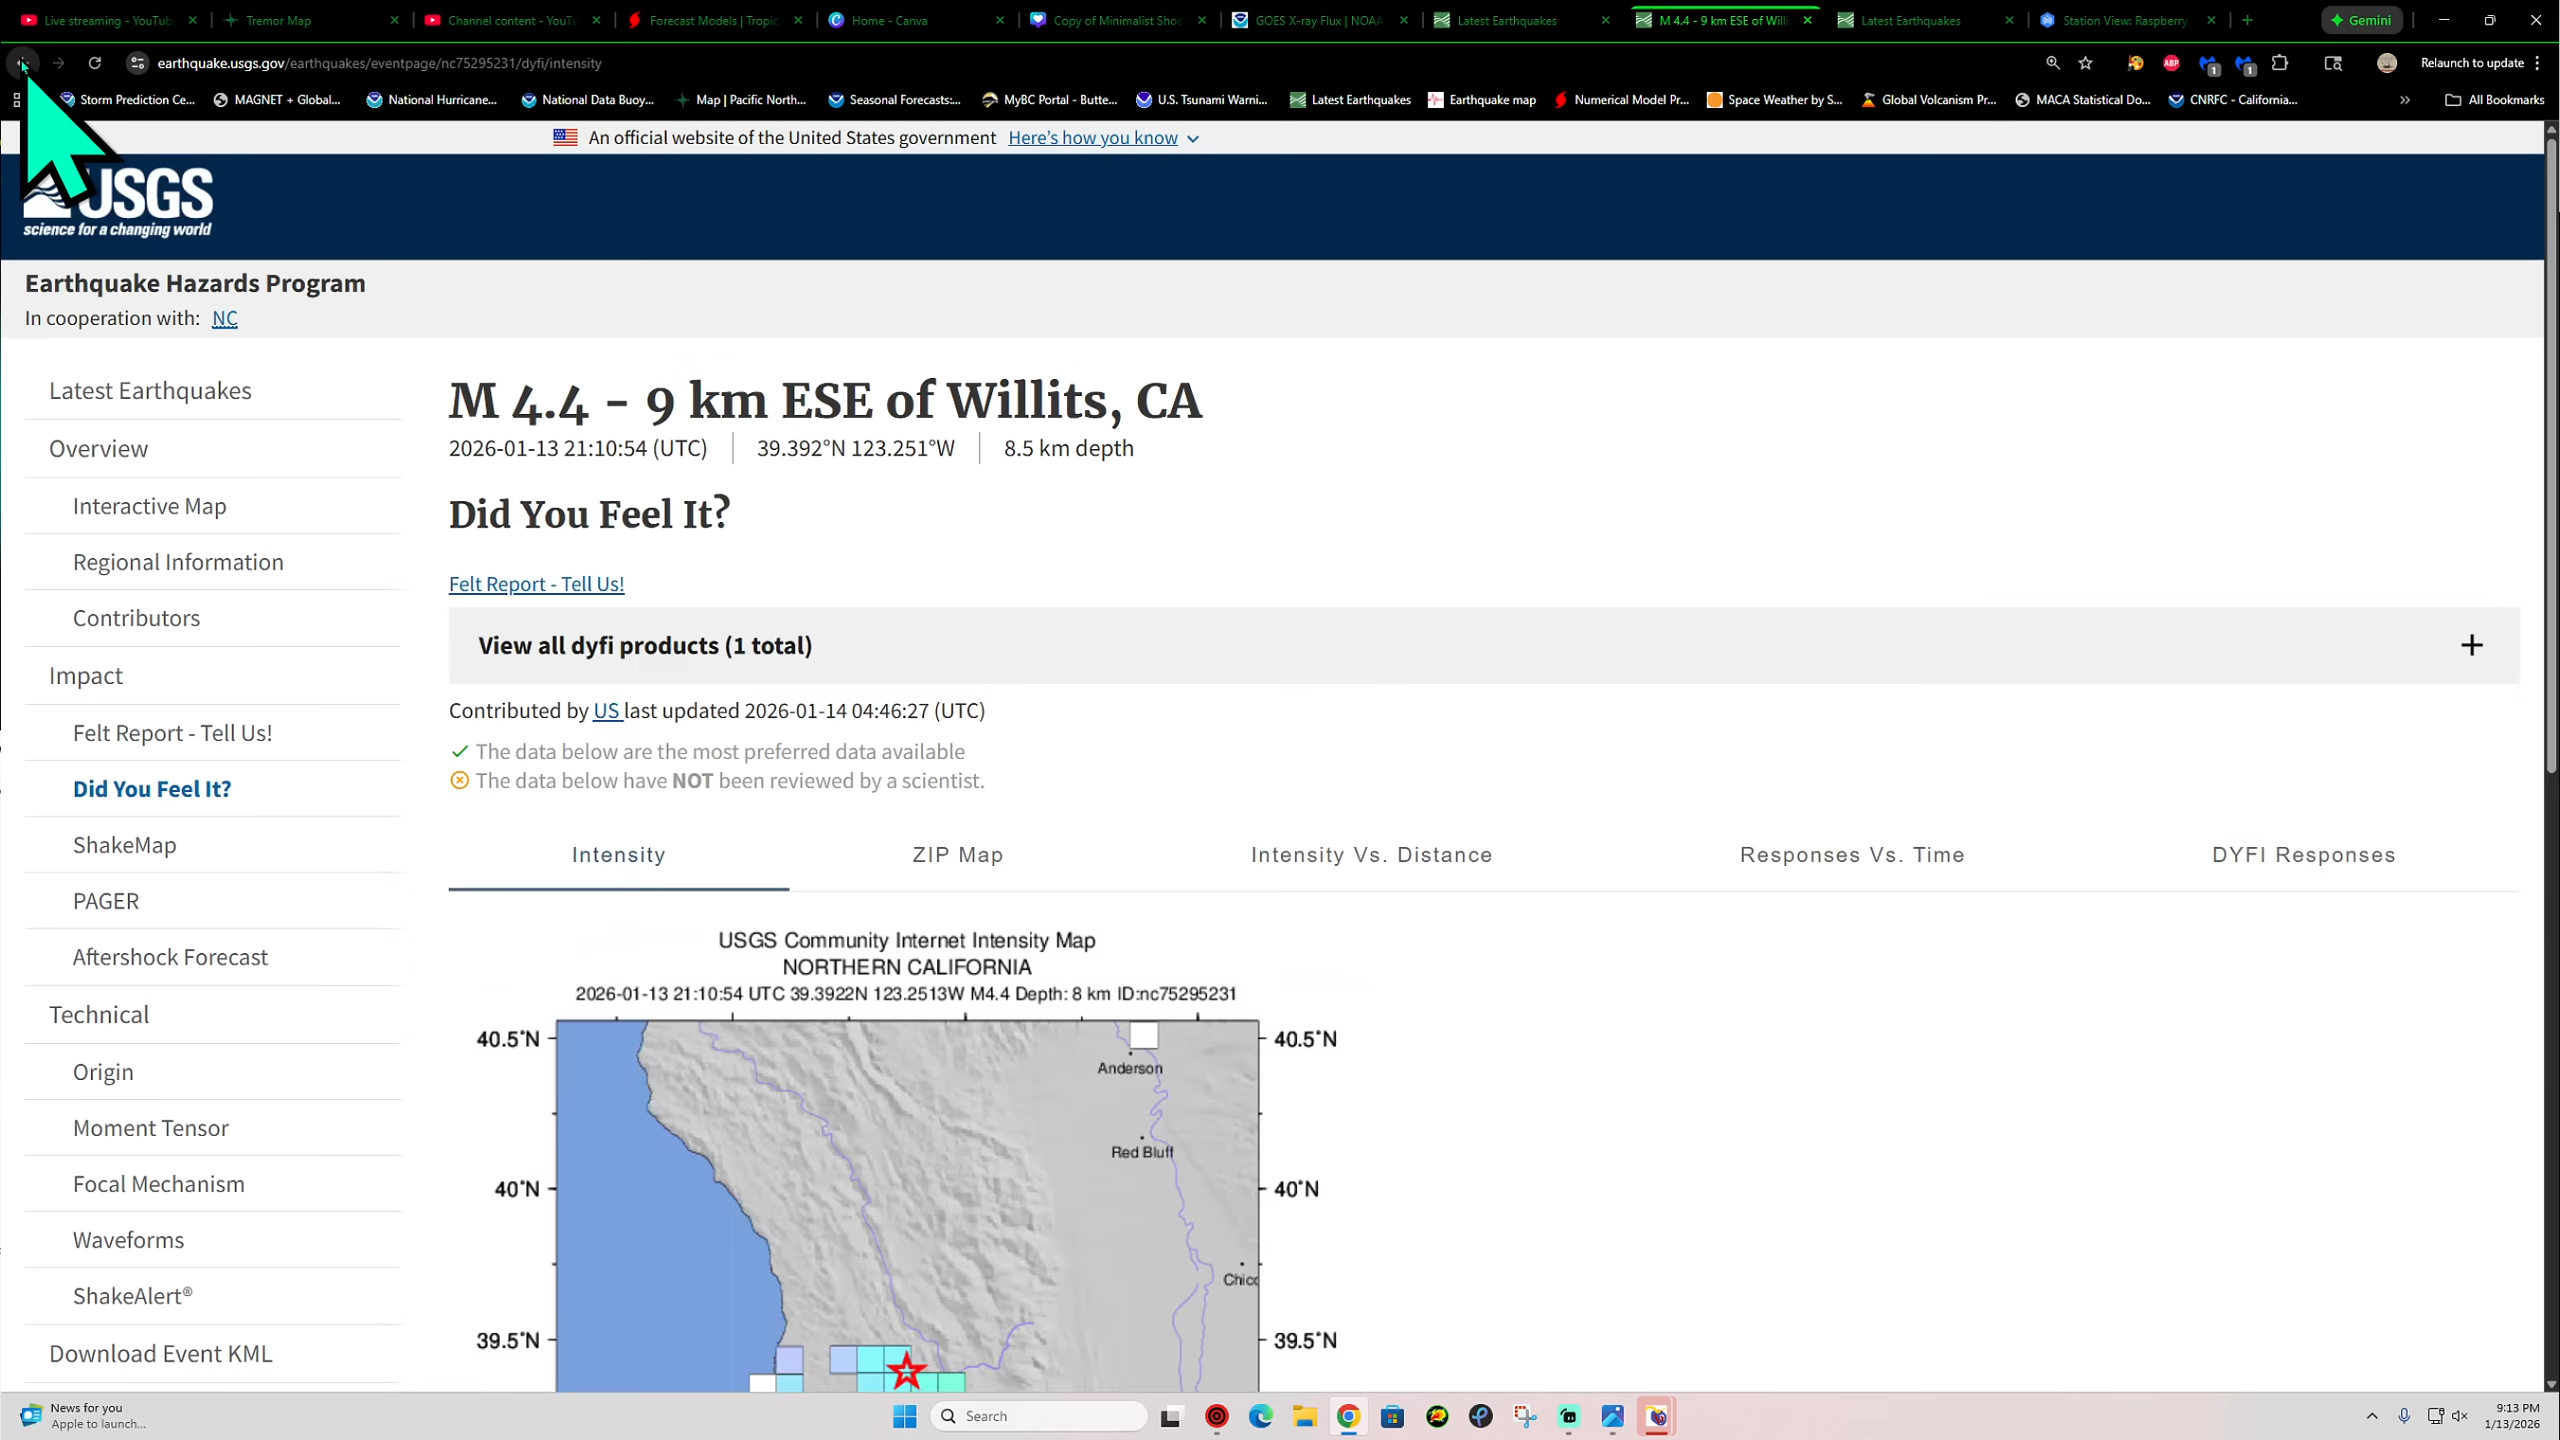 Live streaming - YouTub
Tremor Map
Channel content - YouTu
Forecast Models | Tropic
Home - Canva
Copy of Minimalist Shoo
GOES X-ray Flux | NOAA
Latest Earthquakes
M 4.4 - 9 km ESE of Willi
Latest Earthquakes
Station View: Raspberry
Gemini
earthquake.usgs.gov/earthquakes/eventpage/nc75295231/dyfi/intensity
ABP
1
1
Relaunch to update
Storm Prediction Ce...
MAGNET + Global...
National Hurricane...
National Data Buoy...
Map | Pacific North...
Seasonal Forecasts:...
MyBC Portal - Butte...
U.S. Tsunami Warni...
Latest Earthquakes
Earthquake map
Numerical Model Pr...
Space Weather by S...
Global Volcanism Pr...
MACA Statistical Do...
CNRFC - California...
All Bookmarks
An official website of the United States government Here's how you know
USGS
science for a changing world
Earthquake Hazards Program
In cooperation with: NC
Latest Earthquakes
Overview
Interactive Map
Regional Information
Contributors
Impact
Felt Report - Tell Us!
Did You Feel It?
ShakeMap
PAGER
Aftershock Forecast
Technical
Origin
Moment Tensor
Focal Mechanism
Waveforms
ShakeAlert®
Download Event KML
M 4.4 - 9 km ESE of Willits, CA
2026-01-13 21:10:54 (UTC) 39.392°N 123.251°W 8.5 km depth
Did You Feel It?
Felt Report - Tell Us!
View all dyfi products (1 total)
Contributed by US last updated 2026-01-14 04:46:27 (UTC)
The data below are the most preferred data available
The data below have NOT been reviewed by a scientist.
Intensity
ZIP Map
Intensity Vs. Distance
Responses Vs. Time
DYFI Responses
USGS Community Internet Intensity Map
NORTHERN CALIFORNIA
2026-01-13 21:10:54 UTC 39.3922N 123.2513W M4.4 Depth: 8 km ID:nc75295231
40.5°N
40.5°N
Anderson
Red Bluff
40°N
40°N
Chico
39.5°N
39.5°N
News for you
Apple to launch...
Search
9:13 PM
1/13/2026